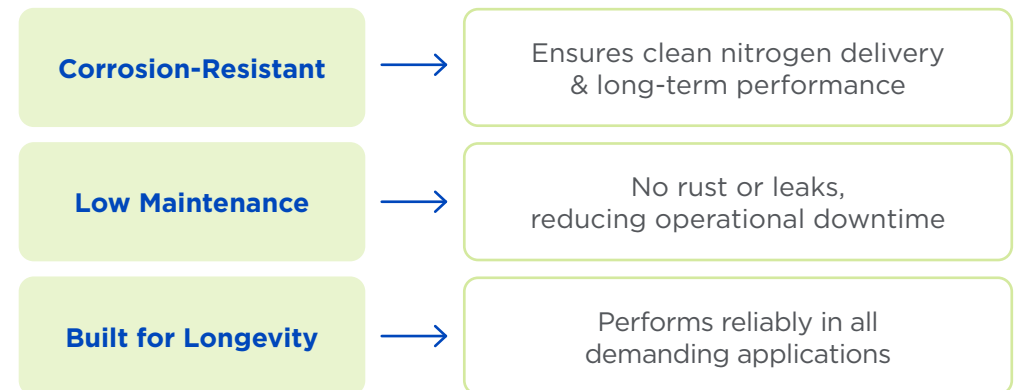 Corrosion-Resistant
Ensures clean nitrogen delivery
& long-term performance
Low Maintenance
No rust or leaks,
reducing operational downtime
Built for Longevity
Performs reliably in all
demanding applications